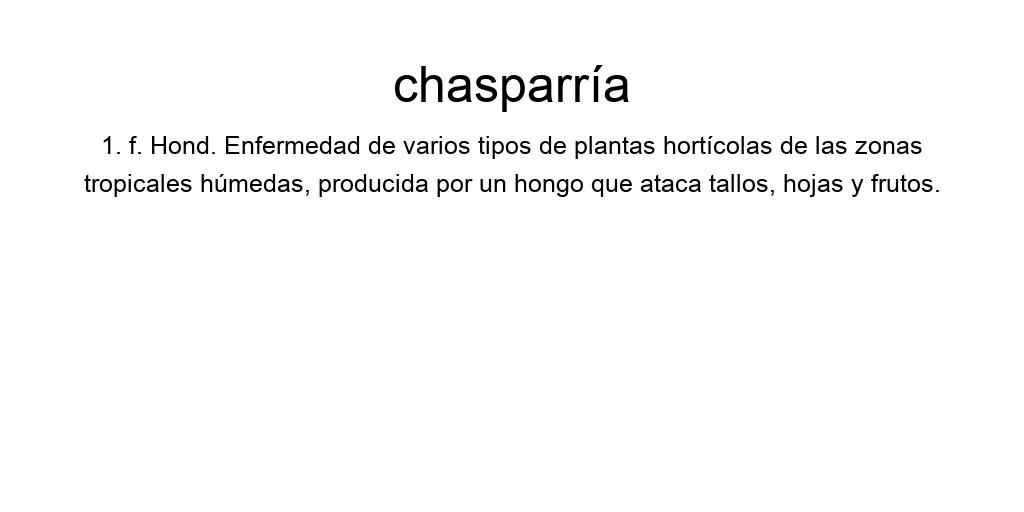 chasparría
1. f. Hond. Enfermedad de varios tipos de plantas hortícolas de las zonas
tropicales húmedas, producida por un hongo que ataca tallos, hojas y frutos.